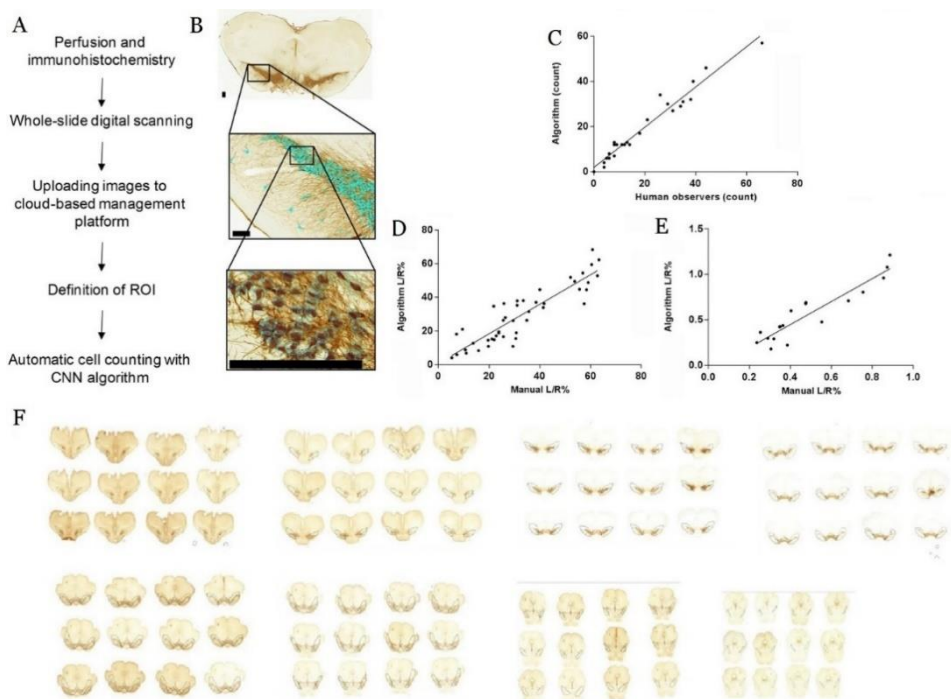 A
Perfusion and
immunohistochemistry
Whole-slide digital scanning
Uploading images to
cloud-based management
platform
Definition of ROI
Automatic cell counting with
CNN algorithm
B
C
Algorithm (count)
60
40
20
0
0
20
40
60
80
Human observers (count)
D
Algorithm L/R%
80
60
40
20
0
0
20
40
60
80
Manual L/R%
E
Algorithm L/R%
1.5
1.0
0.5
0.0
0.0
0.2
0.4
0.6
0.8
1.0
Manual L/R%
F